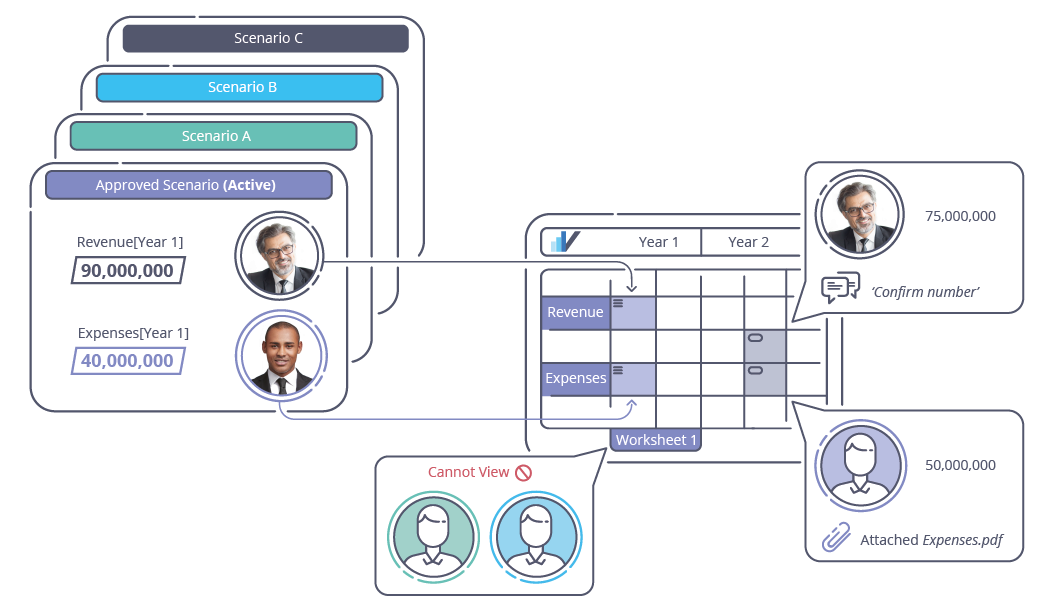 Scenario C
Scenario B
Scenario A
Approved Scenario (Active)
Revenue[Year 1]
90,000,000
Expenses[Year 1]
40,000,000
Year 1
Year 2
Revenue
Expenses
Worksheet 1
75,000,000
‘Confirm number’
50,000,000
Attached Expenses.pdf
Cannot View